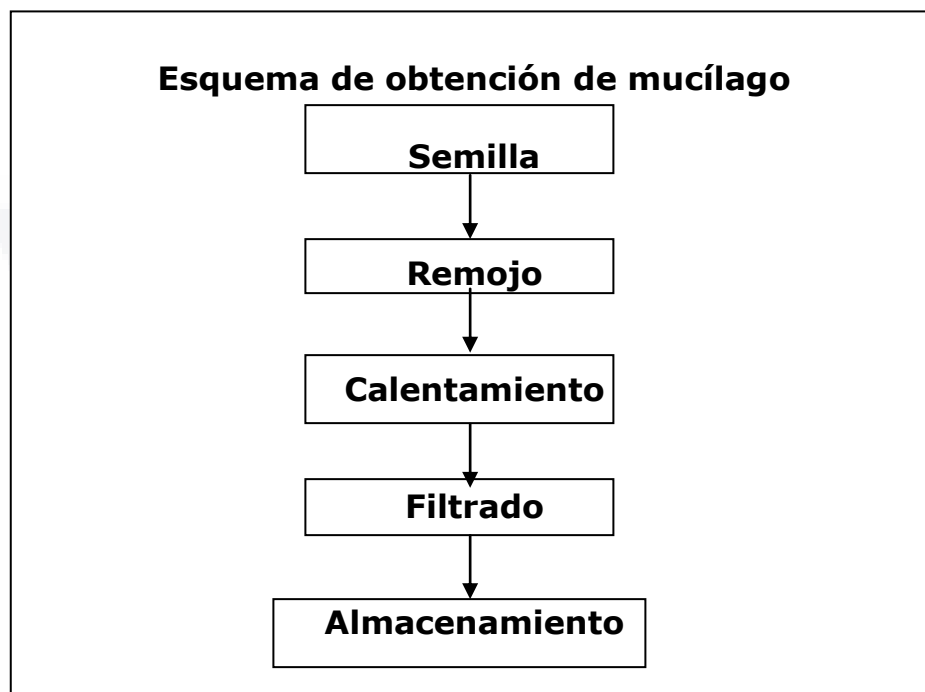 Esquema de obtención de mucílago
Semilla
Remojo
Calentamiento
Filtrado
Almacenamiento